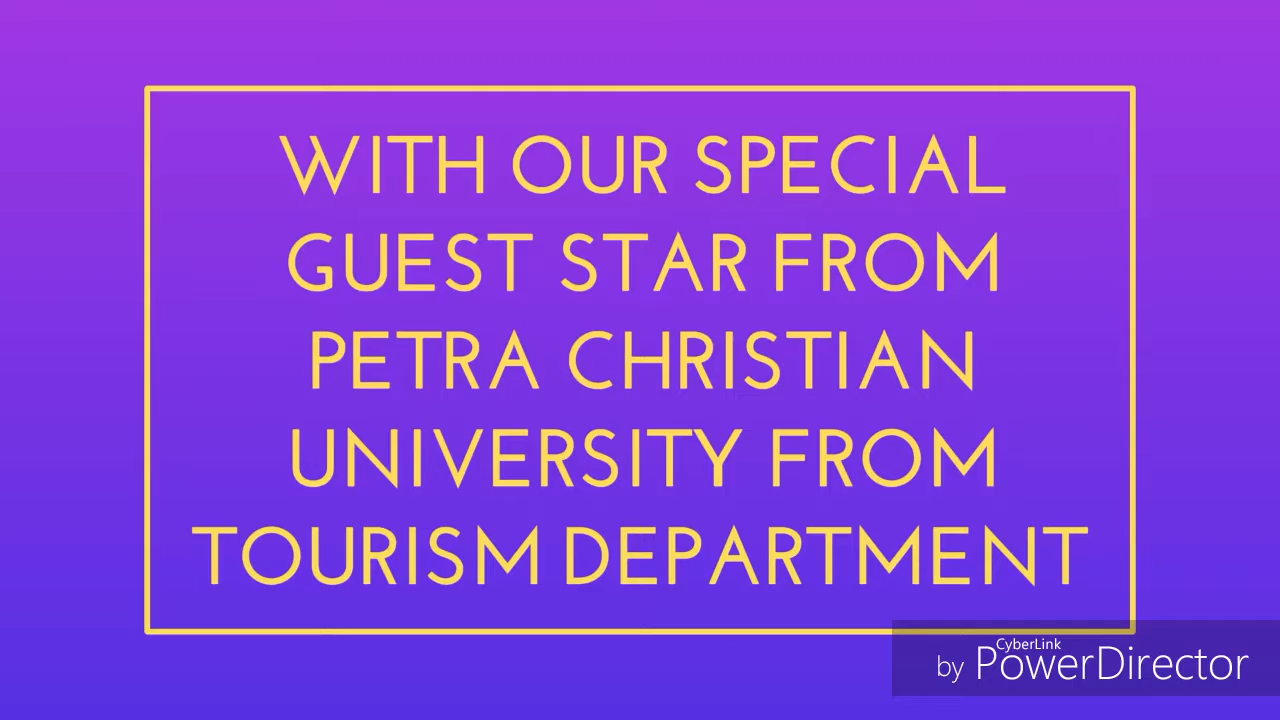 WITH OUR SPECIAL
GUEST STAR FROM
PETRA CHRISTIAN
UNIVERSITY FROM
TOURISM DEPARTMENT
CyberLink
by PowerDirector